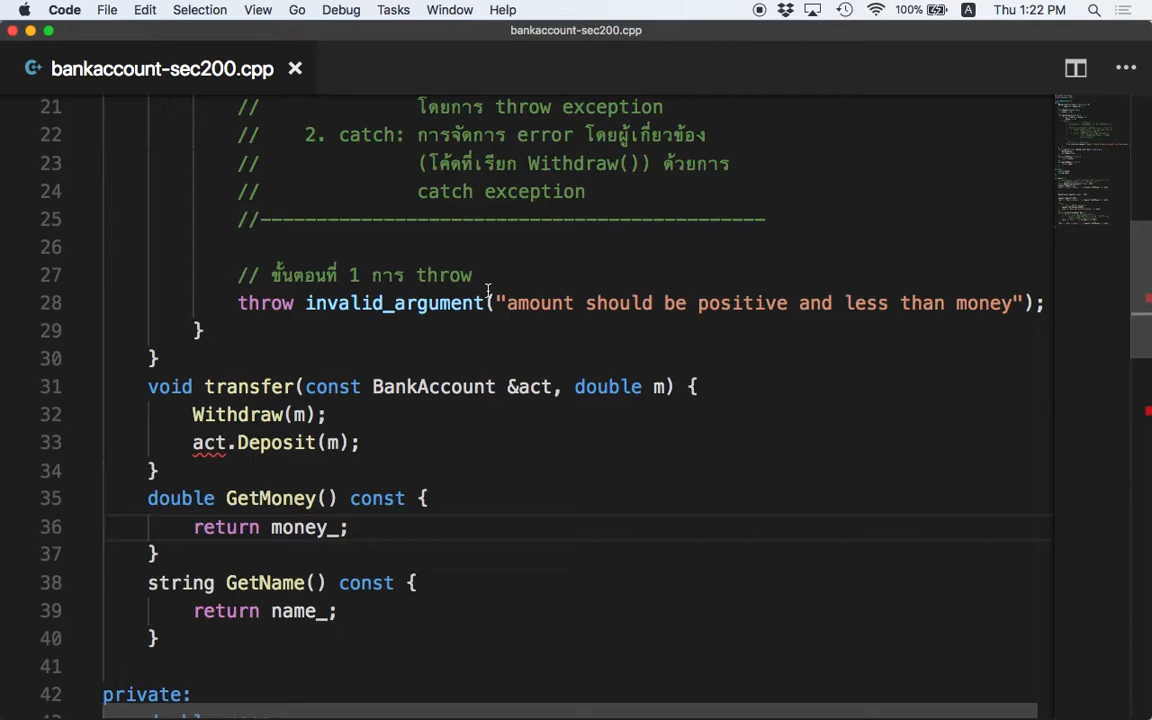 Code File Edit Selection View Go Debug Tasks Window Help 100% A Thu 1:22 PM
bankaccount-sec200.cpp
bankaccount-sec200.cpp
21 // โดยการ throw exception
22 // 2. catch: การจัดการ error โดยผู้เกี่ยวข้อง
23 // (โค้ดที่เรียก Withdraw()) ด้วยการ
24 // catch exception
25 //---------------------------------------------
26
27 // ขั้นตอนที่ 1 การ throw
28 throw invalid_argument("amount should be positive and less than money");
29 }
30 }
31 void transfer(const BankAccount &act, double m) {
32 Withdraw(m);
33 act.Deposit(m);
34 }
35 double GetMoney() const {
36 return money_;
37 }
38 string GetName() const {
39 return name_;
40 }
41
42 private: